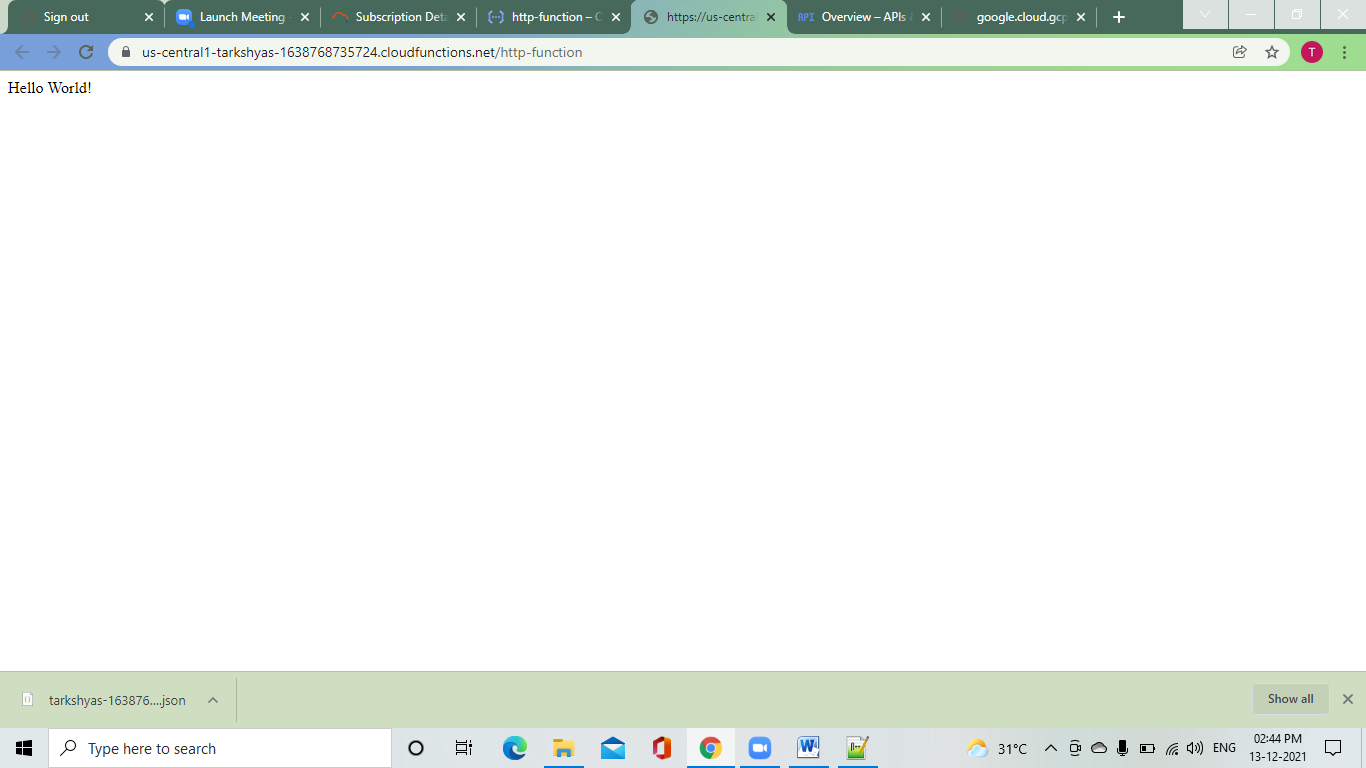 Sign out
Launch Meeting -
Subscription Deta
http-function – C
https://us-centra
API Overview – APIs &
google.cloud.gcp
us-central1-tarkshyas-1638768735724.cloudfunctions.net/http-function
T
Hello World!
tarkshyas-163876....json
Show all
Type here to search
31°C
ENG
02:44 PM
13-12-2021